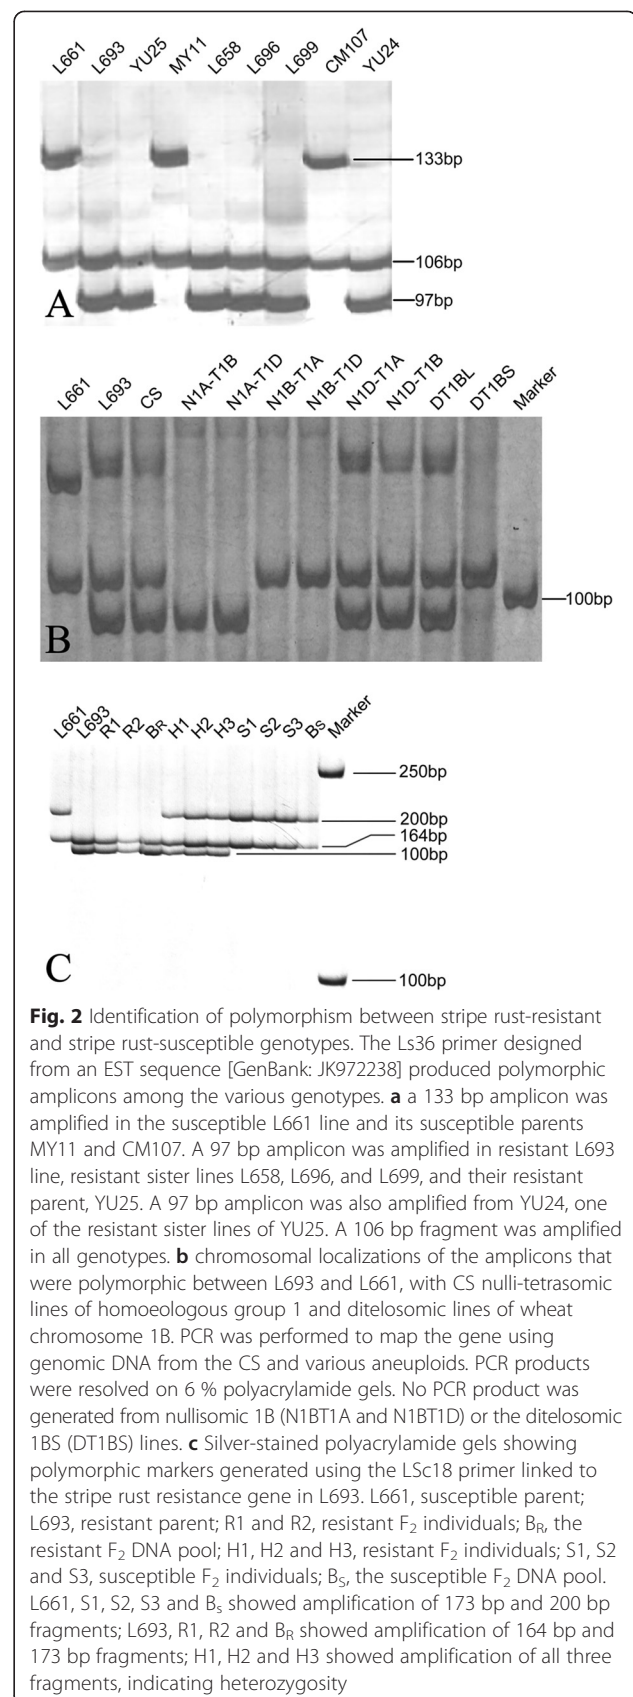 L661 L693 YU25 MY11 L658 L696 L699 CM107 YU24
133bp
106bp
97bp
A
L661 L693 CS N1A-T1B N1A-T1D N1B-T1A N1B-T1D N1D-T1A N1D-T1B DT1BL DT1BS Marker
100bp
B
L661 L693 R1 R2 BR H1 H2 H3 S1 S2 S3 Bs Marker
250bp
200bp
164bp
100bp
C
100bp
Fig. 2 Identification of polymorphism between stripe rust-resistant
and stripe rust-susceptible genotypes. The Ls36 primer designed
from an EST sequence [GenBank: JK972238] produced polymorphic
amplicons among the various genotypes. a a 133 bp amplicon was
amplified in the susceptible L661 line and its susceptible parents
MY11 and CM107. A 97 bp amplicon was amplified in resistant L693
line, resistant sister lines L658, L696, and L699, and their resistant
parent, YU25. A 97 bp amplicon was also amplified from YU24, one
of the resistant sister lines of YU25. A 106 bp fragment was amplified
in all genotypes. b chromosomal localizations of the amplicons that
were polymorphic between L693 and L661, with CS nulli-tetrasomic
lines of homoeologous group 1 and ditelosomic lines of wheat
chromosome 1B. PCR was performed to map the gene using
genomic DNA from the CS and various aneuploids. PCR products
were resolved on 6 % polyacrylamide gels. No PCR product was
generated from nullisomic 1B (N1BT1A and N1BT1D) or the ditelosomic
1BS (DT1BS) lines. c Silver-stained polyacrylamide gels showing
polymorphic markers generated using the LSc18 primer linked to
the stripe rust resistance gene in L693. L661, susceptible parent;
L693, resistant parent; R1 and R2, resistant F2 individuals; BR, the
resistant F2 DNA pool; H1, H2 and H3, resistant F2 individuals; S1, S2
and S3, susceptible F2 individuals; BS, the susceptible F2 DNA pool.
L661, S1, S2, S3 and Bs showed amplification of 173 bp and 200 bp
fragments; L693, R1, R2 and BR showed amplification of 164 bp and
173 bp fragments; H1, H2 and H3 showed amplification of all three
fragments, indicating heterozygosity